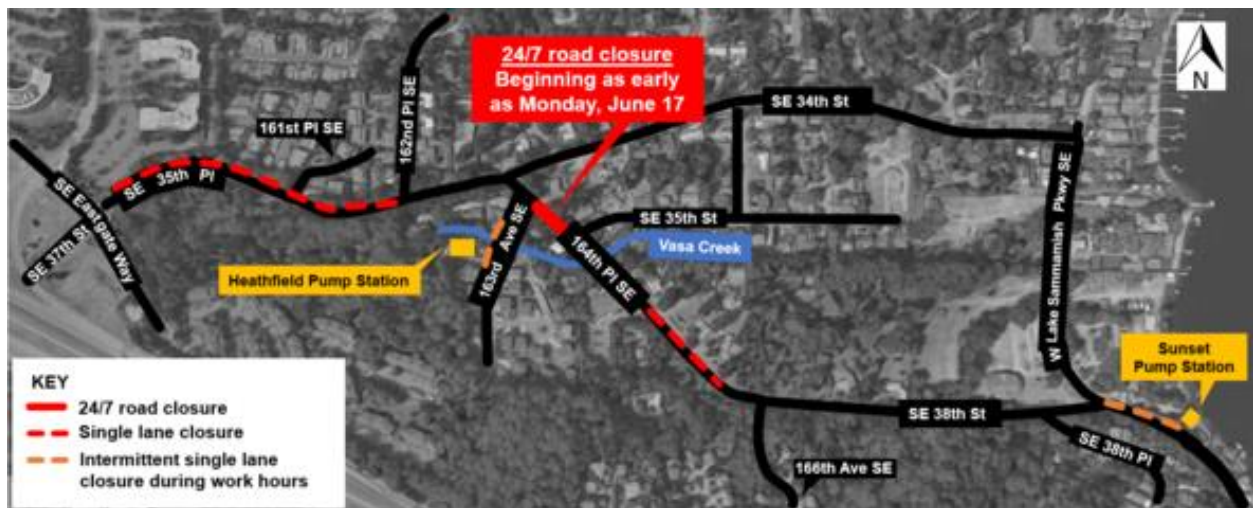 24/7 road closure
Beginning as early
as Monday, June 17
N
SE 34th St
161st Pl SE
162nd Pl SE
SE 35th Pl
SE Eastgate Way
SE 37th St
163rd Ave SE
SE 35th St
164th Pl SE
Vasa Creek
Heathfield Pump Station
W Lake Sammamish Pkwy SE
Sunset
Pump Station
SE 38th St
SE 38th Pl
166th Ave SE
KEY
24/7 road closure
Single lane closure
Intermittent single lane
closure during work hours